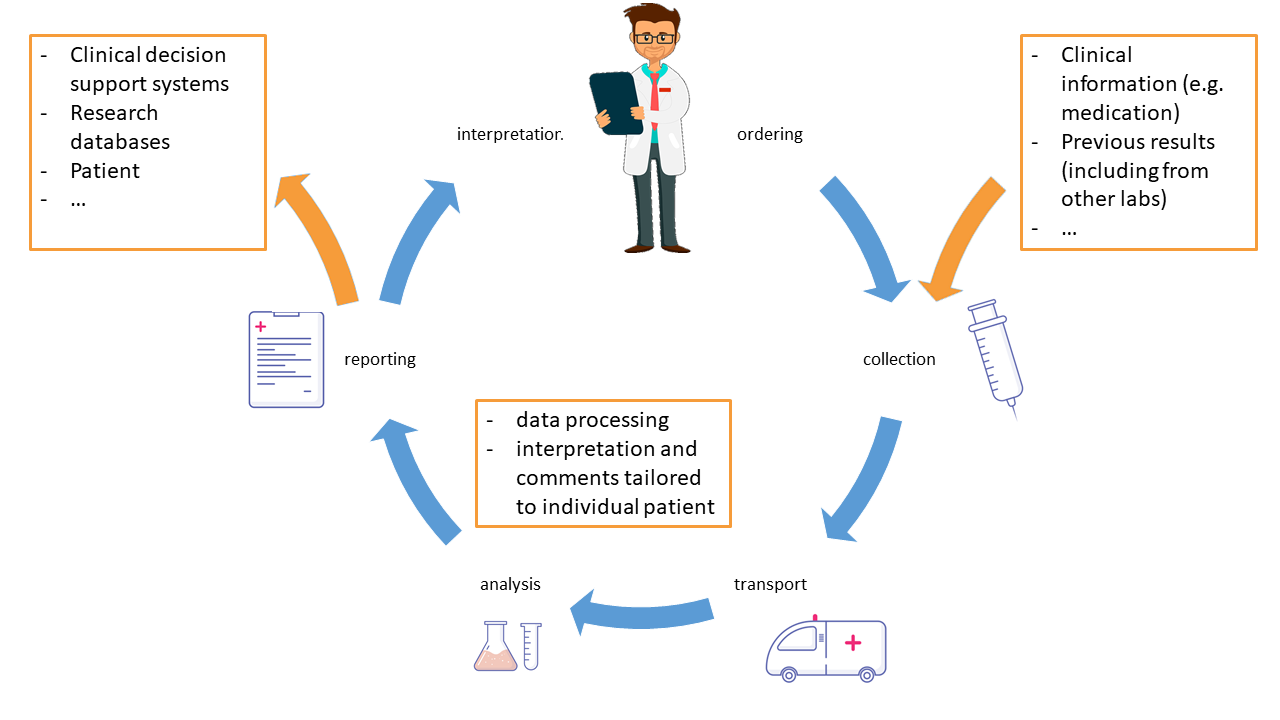 - Clinical decision
support systems
- Research
databases
- Patient
- ...
interpretatior.
ordering
- Clinical
information (e.g.
medication)
- Previous results
(including from
other labs)
- ...
reporting
collection
- data processing
- interpretation and
comments tailored
to individual patient
analysis
transport